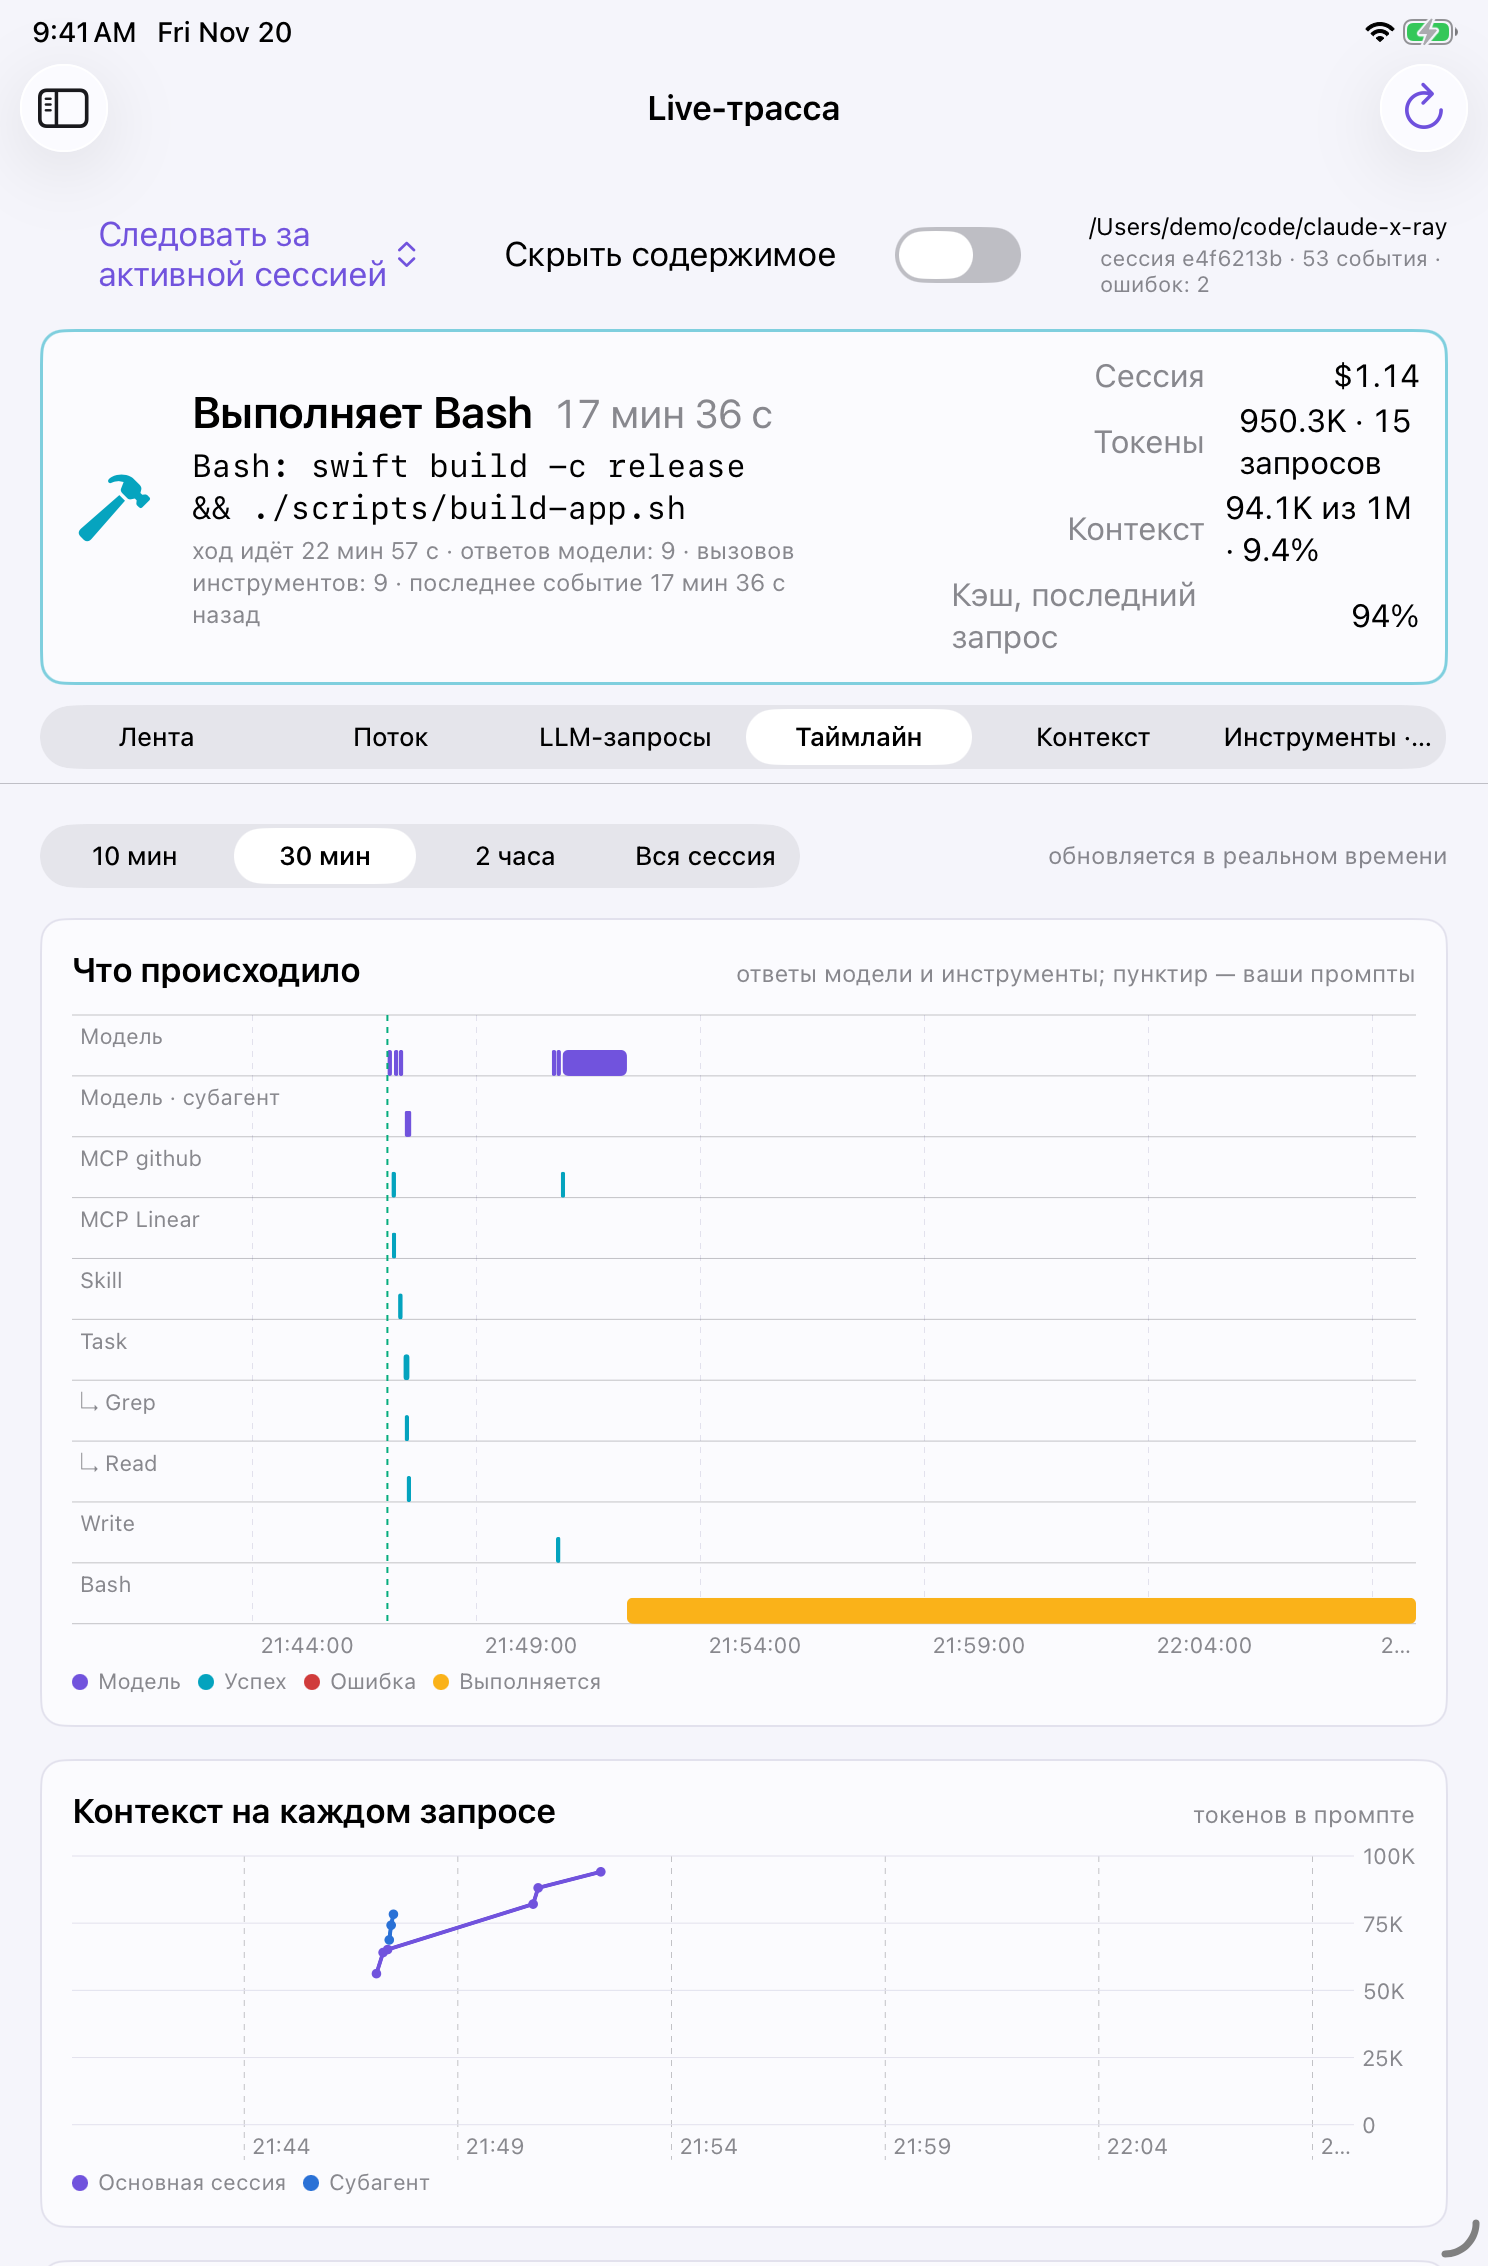 9:41 AM Fri Nov 20
Live-трасса
Следовать за
активной сессией
Скрыть содержимое
/Users/demo/code/claude-x-ray
сессия e4f6213b · 53 события ·
ошибок: 2
Выполняет Bash 17 мин 36 с
Bash: swift build -c release
&& ./scripts/build-app.sh
ход идёт 22 мин 57 с · ответов модели: 9 · вызовов
инструментов: 9 · последнее событие 17 мин 36 с
назад
Сессия $1.14
Токены 950.3K · 15
запросов
Контекст 94.1K из 1M
· 9.4%
Кэш, последний
запрос 94%
Лента Поток LLM-запросы Таймлайн Контекст Инструменты ·...
10 мин 30 мин 2 часа Вся сессия обновляется в реальном времени
Что происходило ответы модели и инструменты; пунктир — ваши промпты
Модель
Модель · субагент
MCP github
MCP Linear
Skill
Task
Grep
Read
Write
Bash
21:44:00 21:49:00 21:54:00 21:59:00 22:04:00 2...
Модель Успех Ошибка Выполняется
Контекст на каждом запросе токенов в промпте
100K
75K
50K
25K
0
21:44 21:49 21:54 21:59 22:04 2...
Основная сессия Субагент